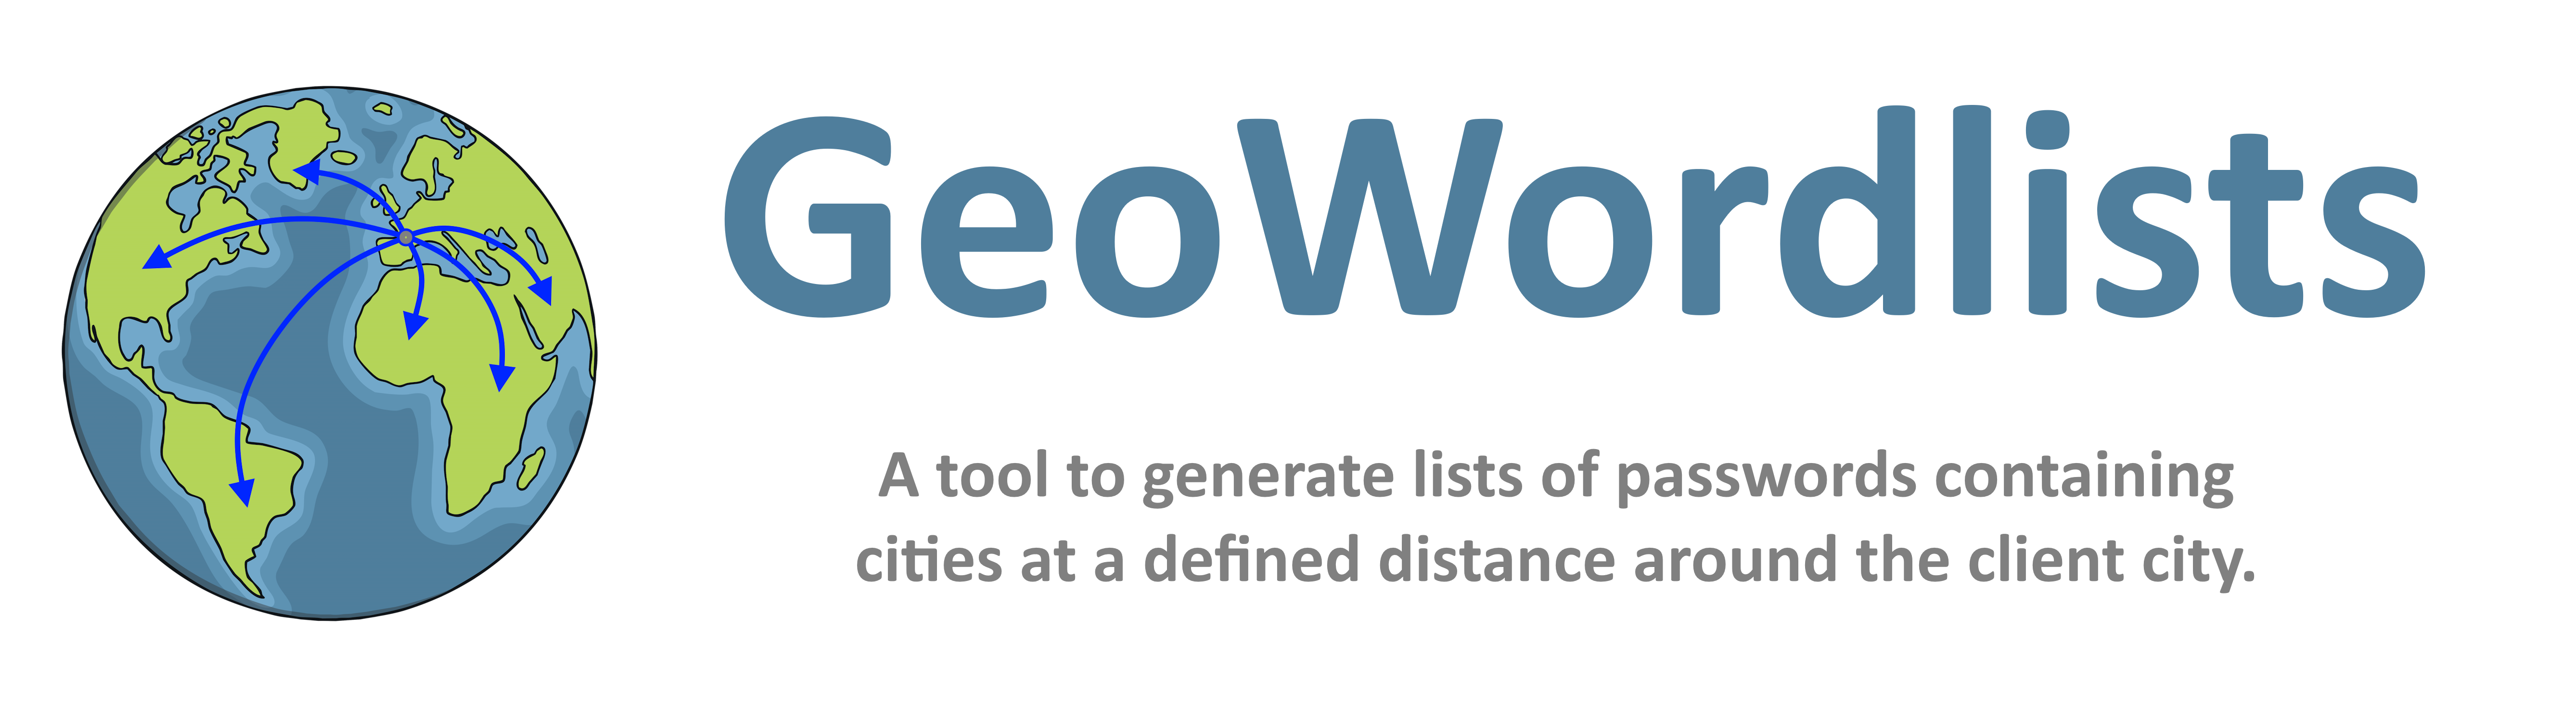 GeoWordlists
A tool to generate lists of passwords containing
cities at a defined distance around the client city.